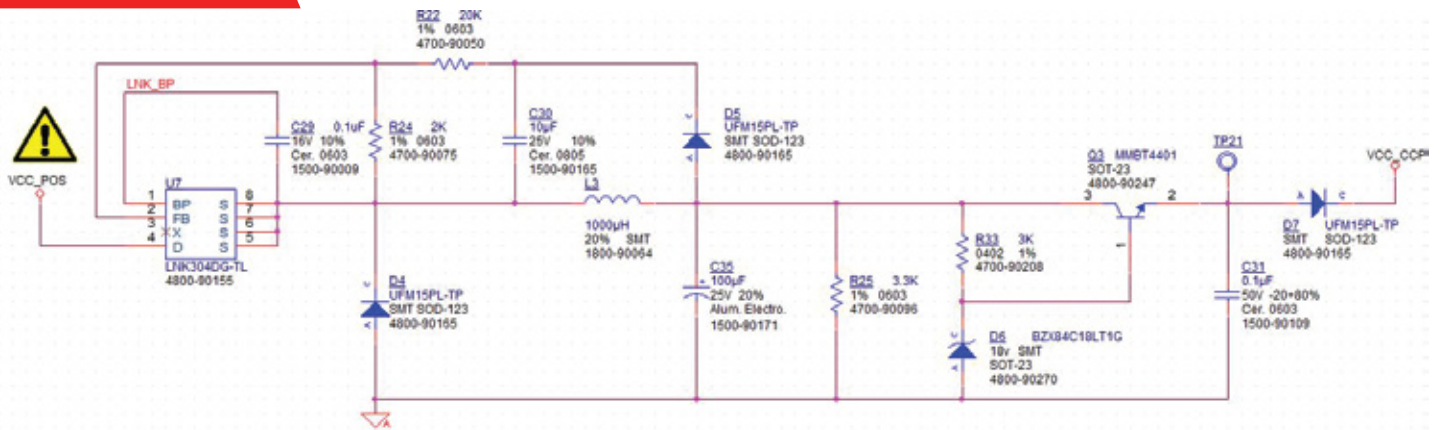 R22 20K
1% 0603
4700-90050
LNK_BP
C29 0.1uF
16V 10%
Cer. 0603
1500-90009
R24 2K
1% 0603
4700-90075
C30
10µF
25V 10%
Cer. 0805
1500-90165
D5
UFM15PL-TP
SMT SOD-123
4800-90165
VCC_POS
U7
1 BP S 8
2 FB S 7
3 X S 6
4 D S 5
LNK304DG-TL
4800-90155
L3
1000µH
20% SMT
1800-90064
Q3 MMBT4401
SOT-23
4800-90247
3 2
1
TP21
A C
D7 UFM15PL-TP
SMT SOD-123
4800-90165
C
D4
UFM15PL-TP
SMT SOD-123
4800-90165
A
C35
100µF
25V 20%
Alum. Electro.
1500-90171
R25 3.3K
1% 0603
4700-90096
R33 3K
0402 1%
4700-90208
D6 BZX84C18LT1G
18v SMT
SOT-23
4800-90270
C31
0.1µF
50V -20+80%
Cer. 0603
1500-90109
A